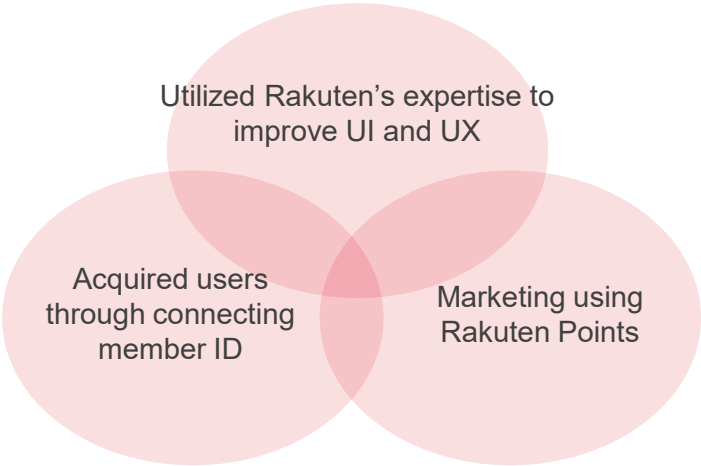 Utilized Rakuten’s expertise to
improve UI and UX
Acquired users
through connecting
member ID
Marketing using
Rakuten Points